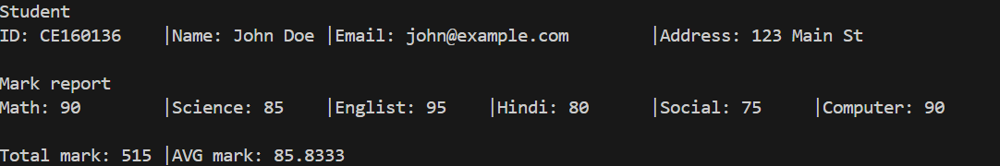 Student
ID: CE160136 |Name: John Doe |Email: john@example.com |Address: 123 Main St
Mark report
Math: 90 |Science: 85 |Englist: 95 |Hindi: 80 |Social: 75 |Computer: 90
Total mark: 515 |AVG mark: 85.8333